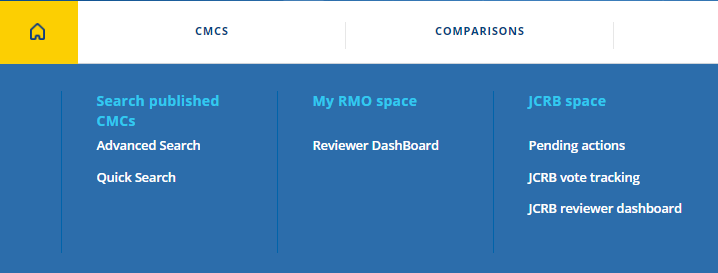 CMCS
COMPARISONS
Search published
CMCs
Advanced Search
Quick Search
My RMO space
Reviewer DashBoard
JCRB space
Pending actions
JCRB vote tracking
JCRB reviewer dashboard